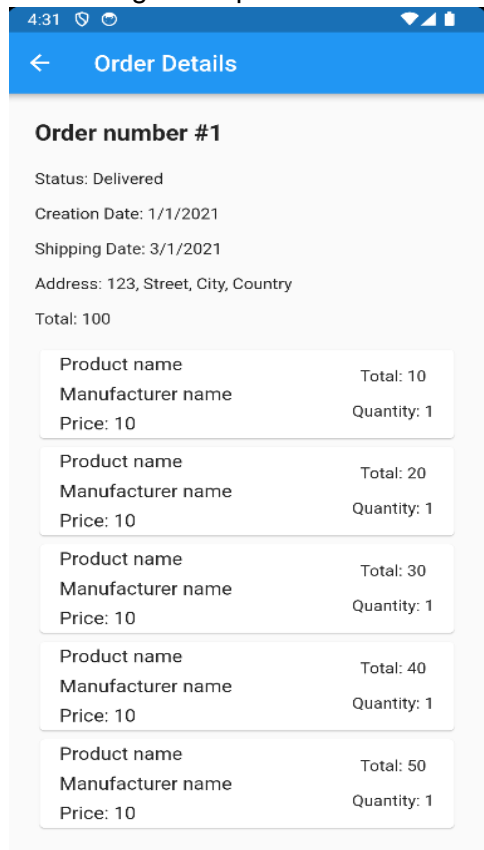 4:31
Order Details
Order number #1
Status: Delivered
Creation Date: 1/1/2021
Shipping Date: 3/1/2021
Address: 123, Street, City, Country
Total: 100
Product name
Manufacturer name
Price: 10
Total: 10
Quantity: 1
Product name
Manufacturer name
Price: 10
Total: 20
Quantity: 1
Product name
Manufacturer name
Price: 10
Total: 30
Quantity: 1
Product name
Manufacturer name
Price: 10
Total: 40
Quantity: 1
Product name
Manufacturer name
Price: 10
Total: 50
Quantity: 1